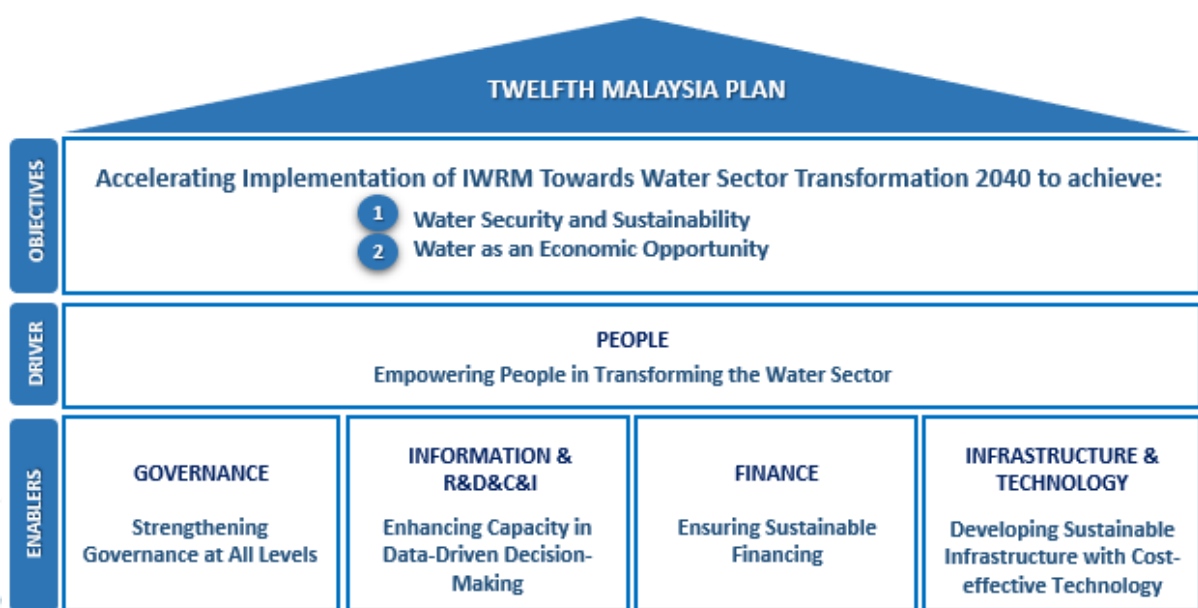 TWELFTH MALAYSIA PLAN
OBJECTIVES
Accelerating Implementation of IWRM Towards Water Sector Transformation 2040 to achieve:
1 Water Security and Sustainability
2 Water as an Economic Opportunity
DRIVER
PEOPLE
Empowering People in Transforming the Water Sector
ENABLERS
GOVERNANCE
Strengthening
Governance at All Levels
INFORMATION &
R&D&C&I
Enhancing Capacity in
Data-Driven Decision-
Making
FINANCE
Ensuring Sustainable
Financing
INFRASTRUCTURE &
TECHNOLOGY
Developing Sustainable
Infrastructure with Cost-
effective Technology